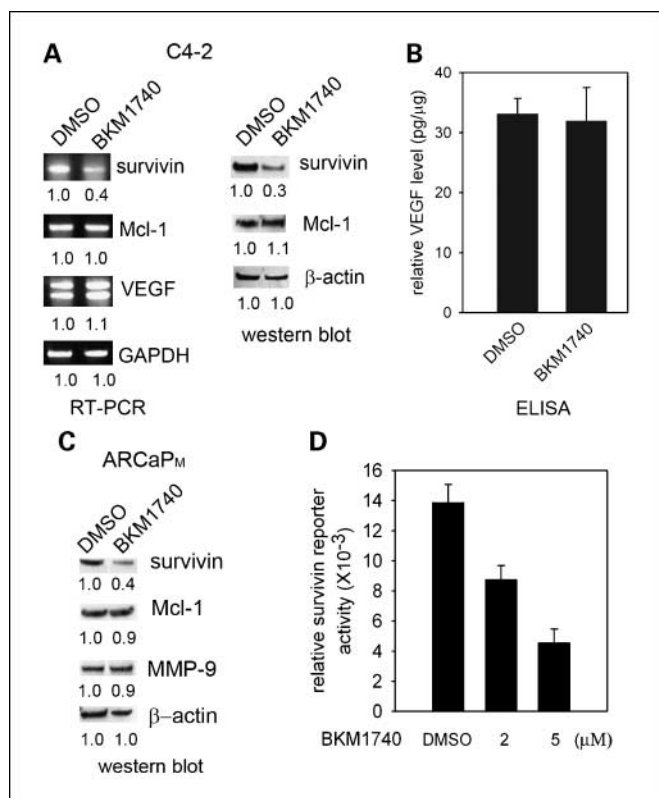 A
C4-2
DMSO
BKM1740
survivin
1.0 0.4
Mcl-1
1.0 1.0
VEGF
1.0 1.1
GAPDH
1.0 1.0
RT-PCR
DMSO
BKM1740
survivin
1.0 0.3
Mcl-1
1.0 1.1
β-actin
1.0 1.0
western blot
B
relative VEGF level (pg/μg)
40
30
20
10
0
DMSO
BKM1740
ELISA
C
ARCaPM
DMSO
BKM1740
survivin
1.0 0.4
Mcl-1
1.0 0.9
MMP-9
1.0 0.9
β–actin
1.0 1.0
western blot
D
relative survivin reporter
activity (X10-3)
16
14
12
10
8
6
4
2
0
BKM1740 DMSO 2 5 (μM)